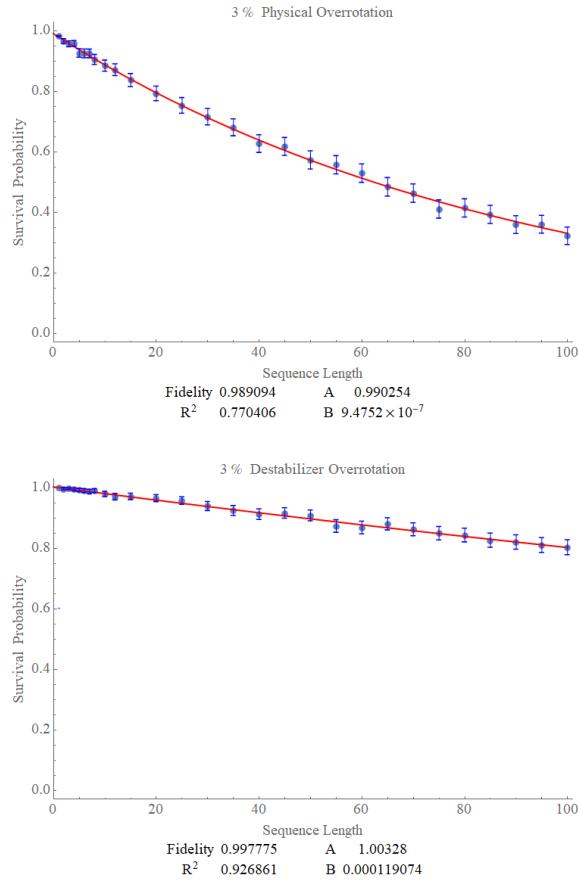 3 % Physical Overrotation
1.0
0.8
0.6
0.4
0.2
0.0
Survival Probability
0 20 40 60 80 100
Sequence Length
Fidelity 0.989094 A 0.990254
R² 0.770406 B 9.4752 × 10⁻⁷
3 % Destabilizer Overrotation
1.0
0.8
0.6
0.4
0.2
0.0
Survival Probability
0 20 40 60 80 100
Sequence Length
Fidelity 0.997775 A 1.00328
R² 0.926861 B 0.000119074